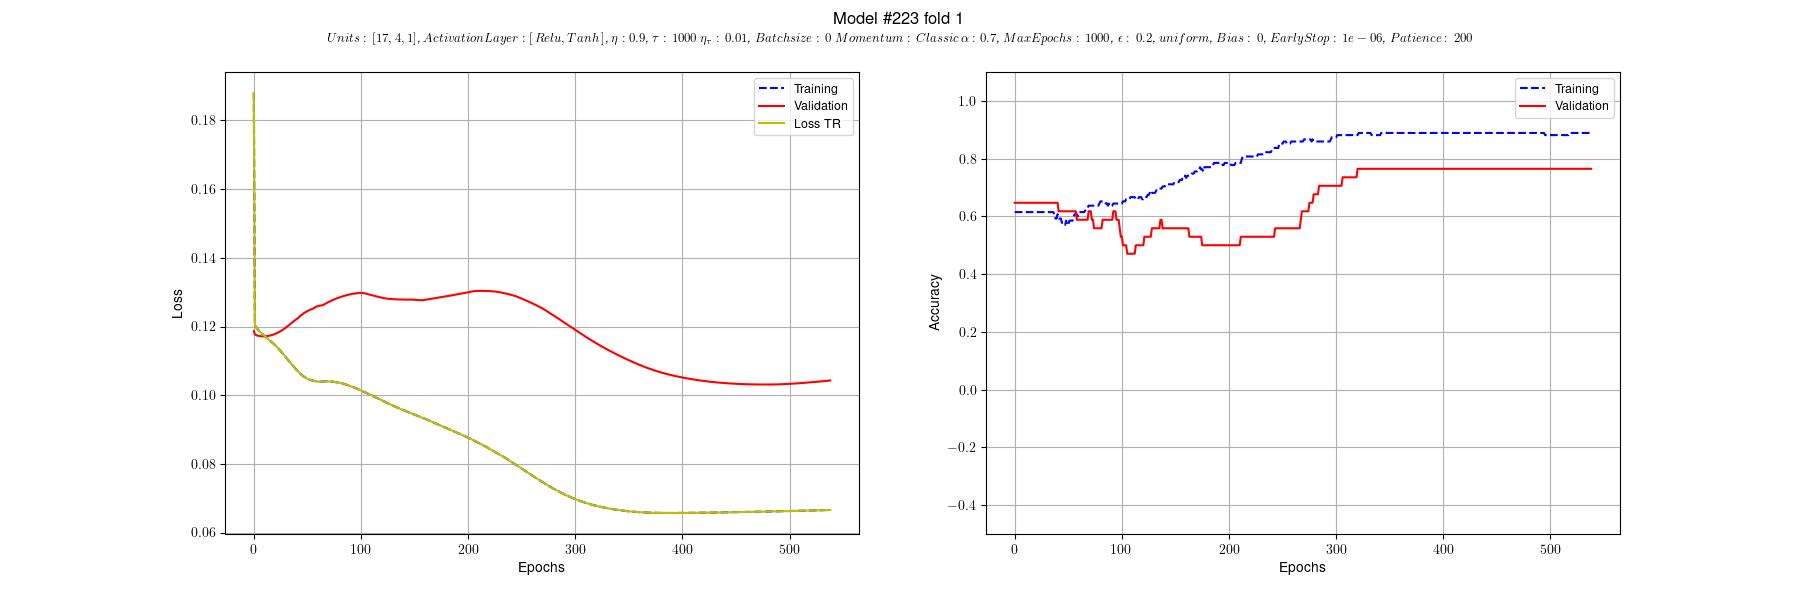 Model #223 fold 1
Units : [17, 4, 1], ActivationLayer : [ Relu, Tanh], η : 0.9, τ : 1000 ητ : 0.01, Batchsize : 0 Momentum : Classic α : 0.7, MaxEpochs : 1000, ϵ : 0.2, uniform, Bias : 0, EarlyStop : 1e − 06, Patience : 200
Training
Validation
Loss TR
0.18
0.16
0.14
0.12
0.10
0.08
0.06
Loss
0 100 200 300 400 500
Epochs
Training
Validation
1.0
0.8
0.6
0.4
0.2
0.0
−0.2
−0.4
Accuracy
0 100 200 300 400 500
Epochs